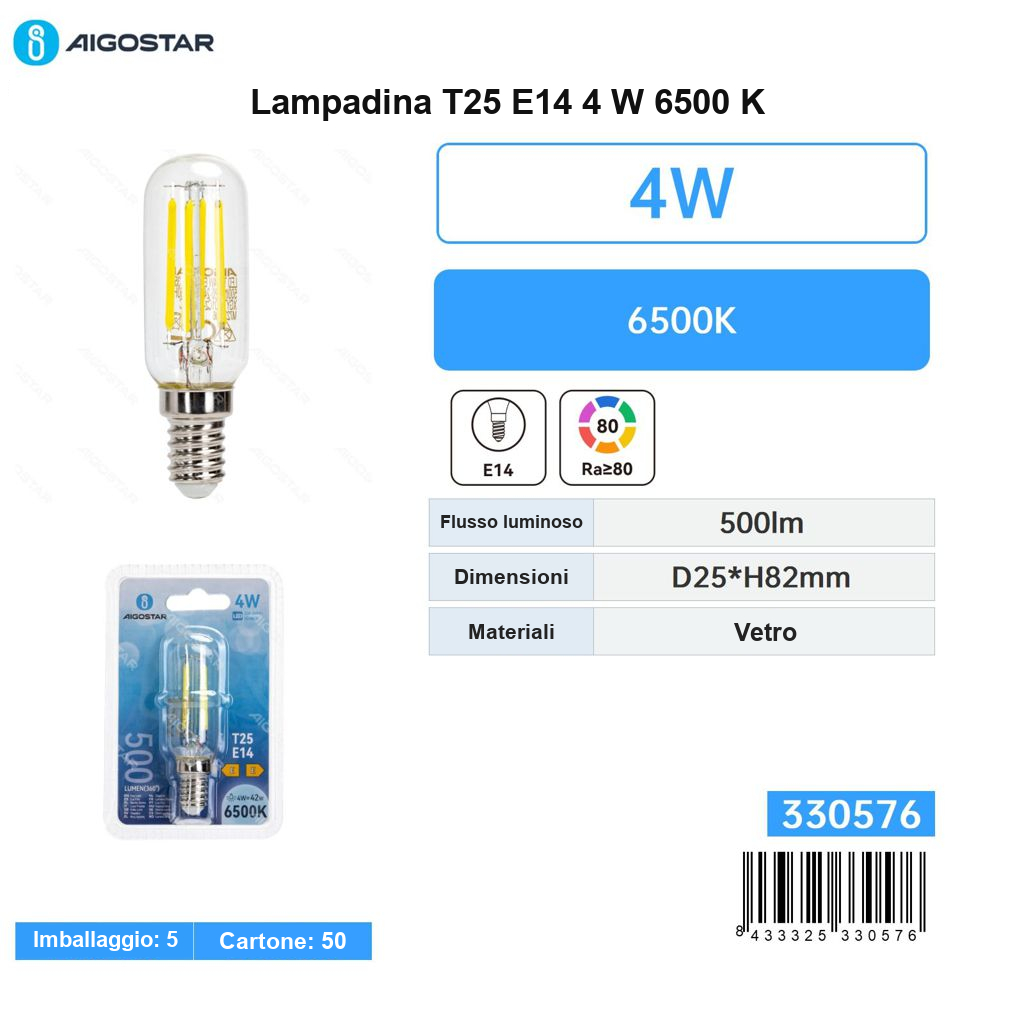 AIGOSTAR
Lampadina T25 E14 4 W 6500 K
4W
6500K
E14
80
Ra≥80
Flusso luminoso 500lm
Dimensioni D25*H82mm
Materiali Vetro
AIGOSTAR
4W
LED
500
LUMEN(360°)
T25
E14
4W=42W
6500K
330576
8 433325 330576
Imballaggio: 5 Cartone: 50